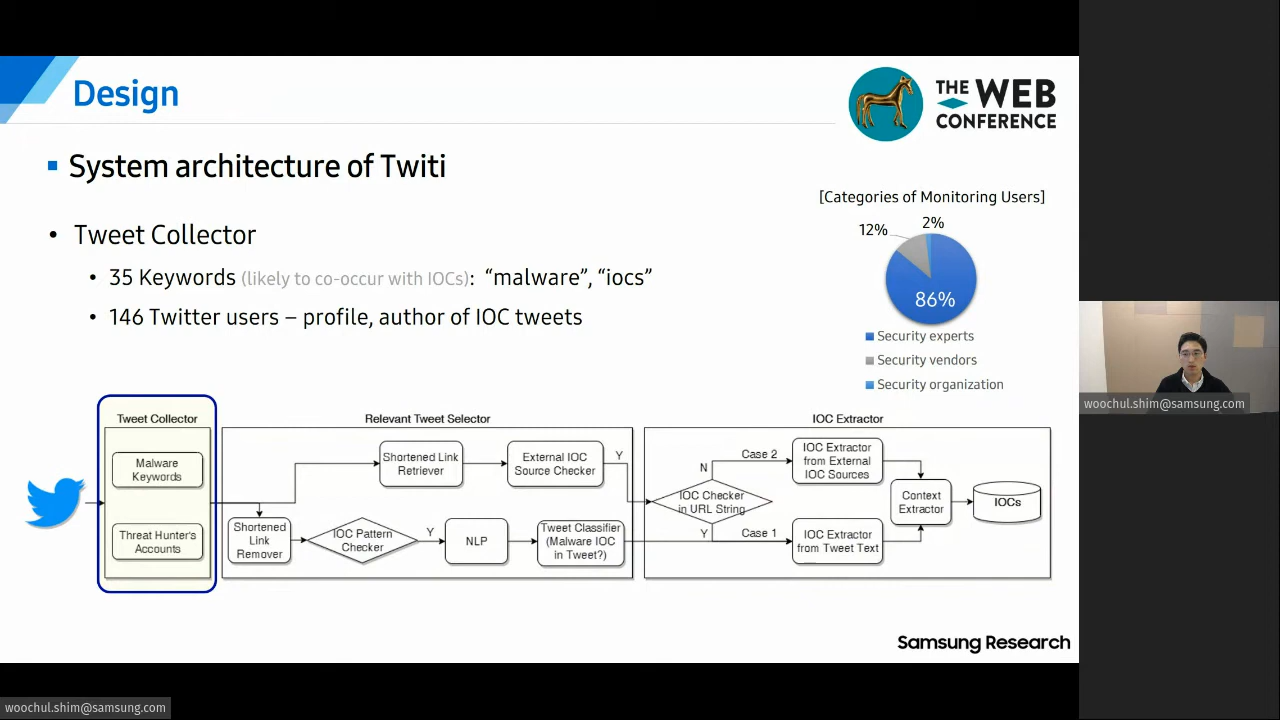 Design
THE WEB
CONFERENCE
System architecture of Twiti
[Categories of Monitoring Users]
12%
2%
86%
Security experts
Security vendors
Security organization
• Tweet Collector
• 35 Keywords (likely to co-occur with IOCs): “malware”, “iocs”
• 146 Twitter users – profile, author of IOC tweets
Tweet Collector
Malware
Keywords
Threat Hunter's
Accounts
Relevant Tweet Selector
Shortened Link
Retriever
External IOC
Source Checker
Y
Shortened
Link
Remover
IOC Pattern
Checker
Y
NLP
Tweet Classifier
(Malware IOC
in Tweet?)
IOC Extractor
N
Case 2
IOC Checker
in URL String
Y
Case 1
IOC Extractor
from External
IOC Sources
IOC Extractor
from Tweet Text
Context
Extractor
IOCs
Samsung Research
woochul.shim@samsung.com
woochul.shim@samsung.com